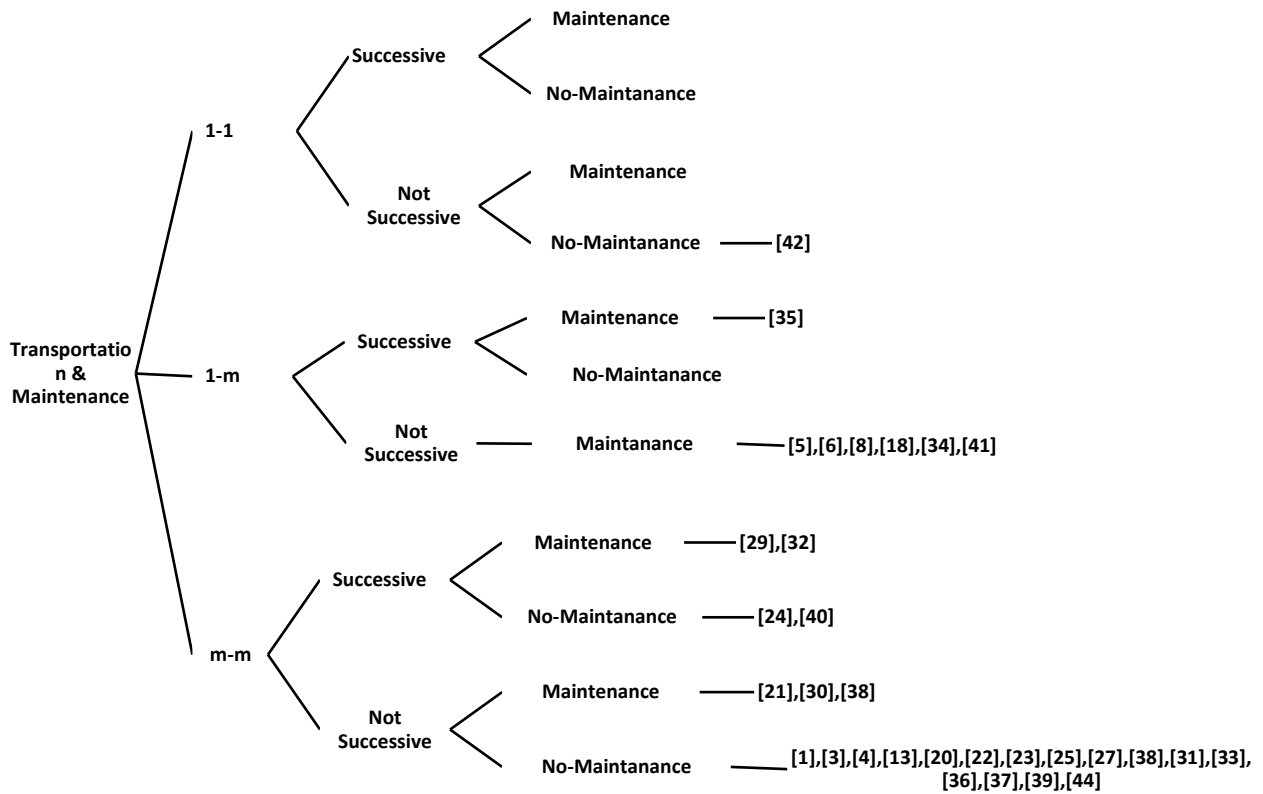 Maintenance
Successive
No-Maintanance
1-1
Maintenance
Not
Successive
No-Maintanance
[42]
Maintenance
[35]
Successive
Transportatio
n &
Maintenance
1-m
No-Maintanance
Not
Successive
Maintanance
[5],[6],[8],[18],[34],[41]
Maintenance
[29],[32]
Successive
No-Maintanance
[24],[40]
m-m
Maintenance
[21],[30],[38]
Not
Successive
No-Maintanance
[1],[3],[4],[13],[20],[22],[23],[25],[27],[38],[31],[33],
[36],[37],[39],[44]